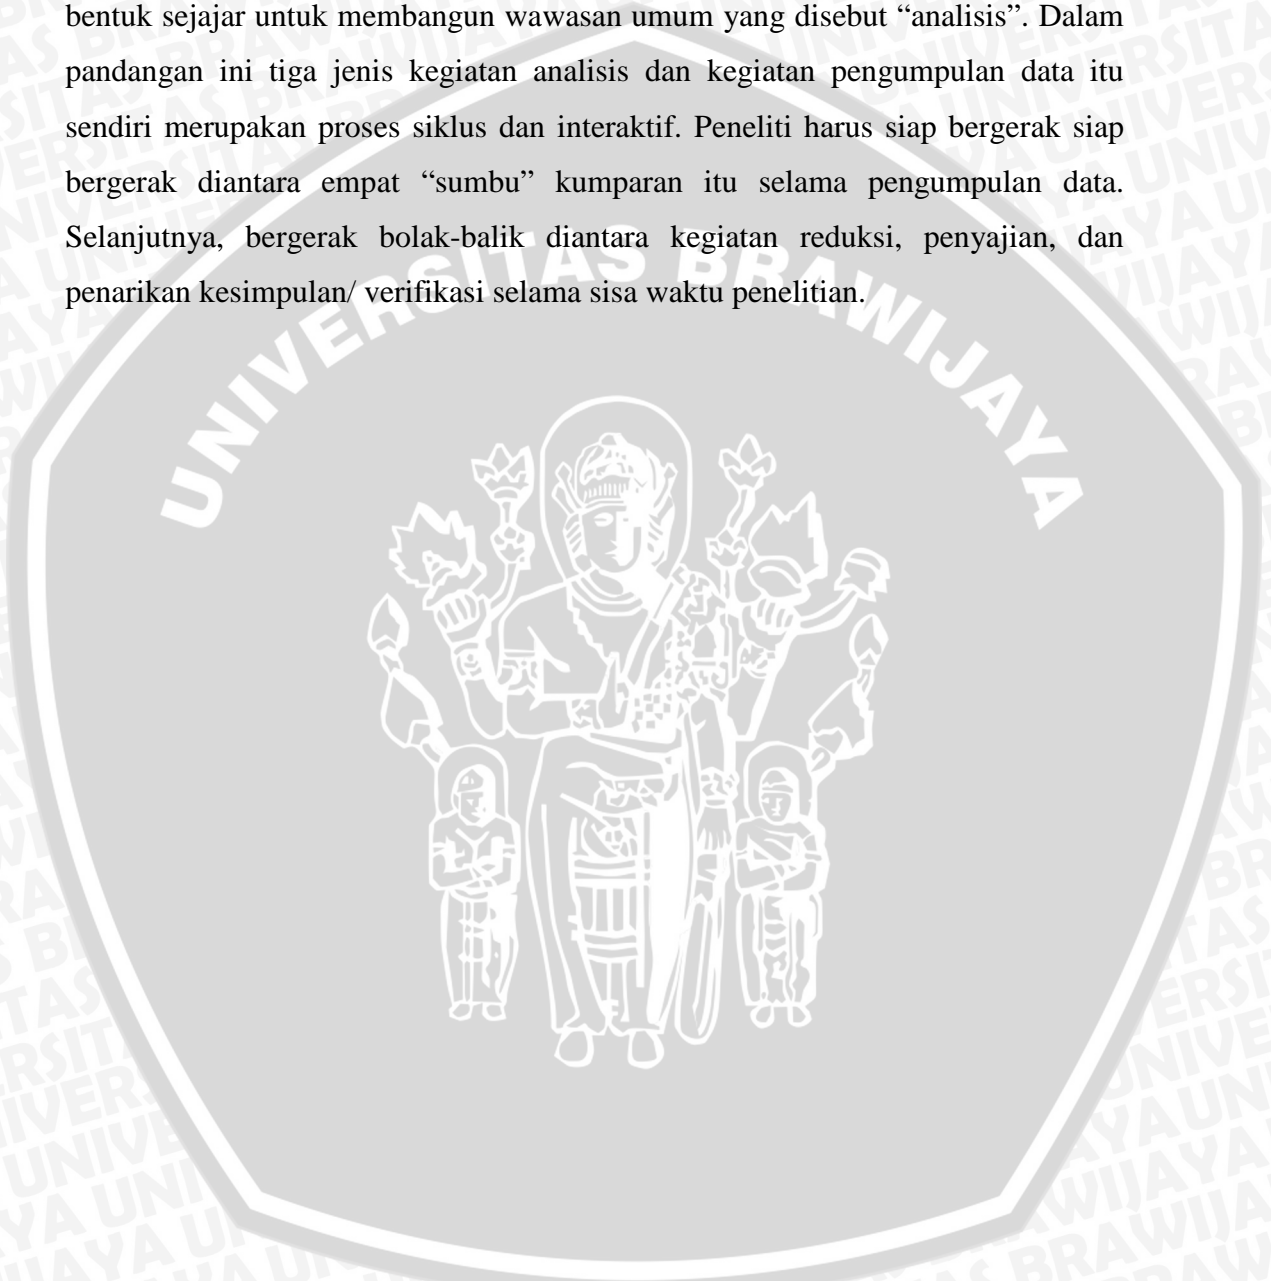 bentuk sejajar untuk membangun wawasan umum yang disebut “analisis”. Dalam
pandangan ini tiga jenis kegiatan analisis dan kegiatan pengumpulan data itu
sendiri merupakan proses siklus dan interaktif. Peneliti harus siap bergerak siap
bergerak diantara empat “sumbu” kumparan itu selama pengumpulan data.
Selanjutnya, bergerak bolak-balik diantara kegiatan reduksi, penyajian, dan
penarikan kesimpulan/ verifikasi selama sisa waktu penelitian.
UNIVERSITAS BRAWIJAYA